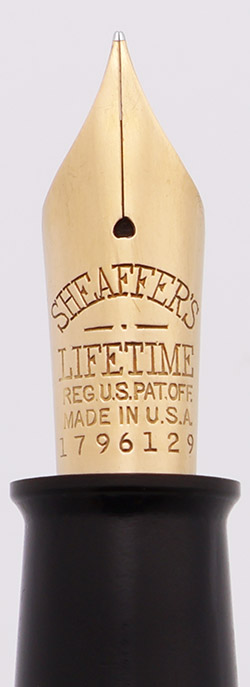 SHEAFFER'S
LIFETIME
REG.U.S.PAT.OFF.
MADE IN U.S.A.
1796129